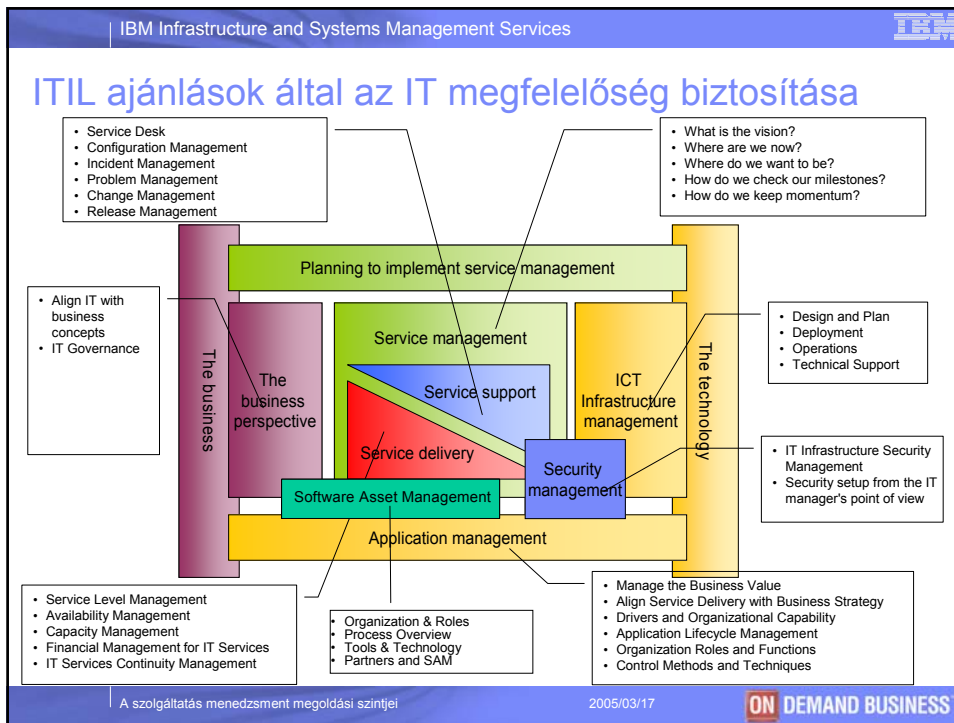 IBM Infrastructure and Systems Management Services
IBM
ITIL ajánlások által az IT megfelelőség biztosítása
• Service Desk
• Configuration Management
• Incident Management
• Problem Management
• Change Management
• Release Management
• What is the vision?
• Where are we now?
• Where do we want to be?
• How do we check our milestones?
• How do we keep momentum?
Planning to implement service management
• Align IT with
business
concepts
• IT Governance
The business
The
business
perspective
Service management
Service support
Service delivery
ICT
Infrastructure
management
The technology
• Design and Plan
• Deployment
• Operations
• Technical Support
Security
management
• IT Infrastructure Security
Management
• Security setup from the IT
manager's point of view
Software Asset Management
Application management
• Service Level Management
• Availability Management
• Capacity Management
• Financial Management for IT Services
• IT Services Continuity Management
• Organization & Roles
• Process Overview
• Tools & Technology
• Partners and SAM
• Manage the Business Value
• Align Service Delivery with Business Strategy
• Drivers and Organizational Capability
• Application Lifecycle Management
• Organization Roles and Functions
• Control Methods and Techniques
A szolgáltatás menedzsment megoldási szintjei
2005/03/17
ON DEMAND BUSINESS